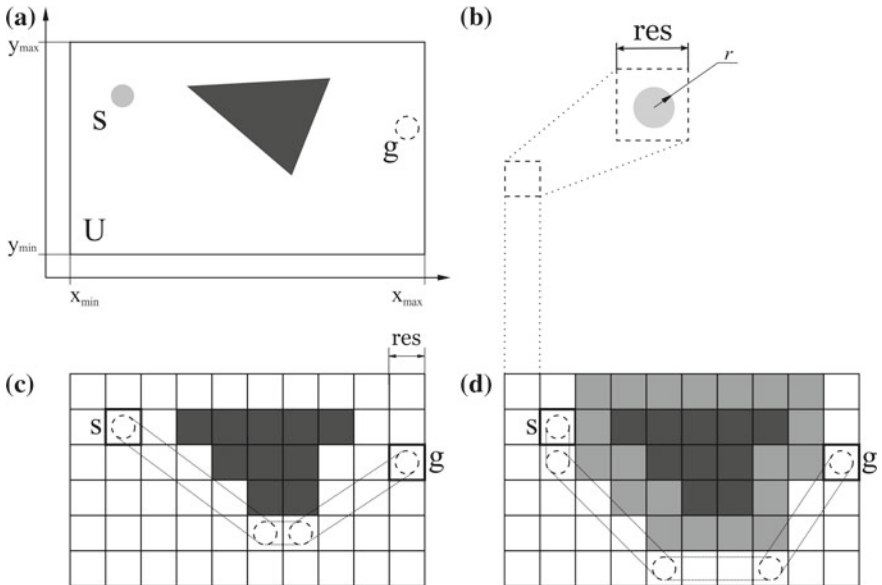 (a)
y_max
S
g
U
y_min
x_min
x_max
(b)
res
r
(c)
res
s
g
(d)
s
g